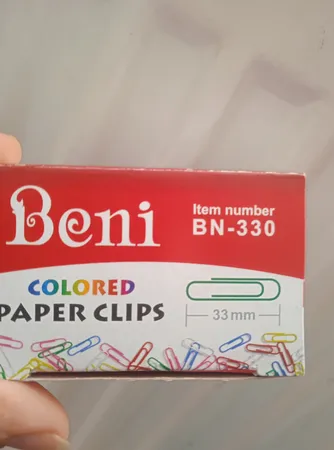 Beni
Item number
BN-330
COLORED
PAPER CLIPS
33mm